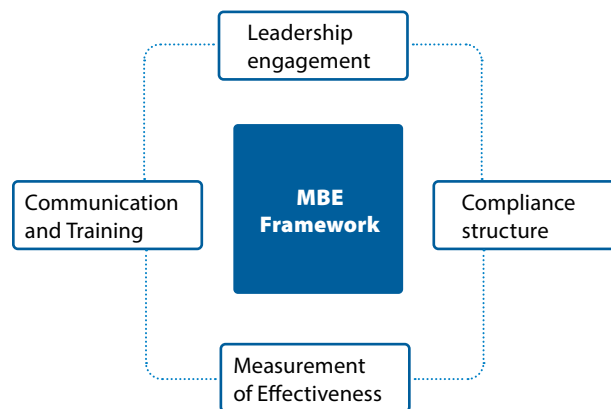 Leadership
engagement
Communication
and Training
MBE
Framework
Compliance
structure
Measurement
of Effectiveness